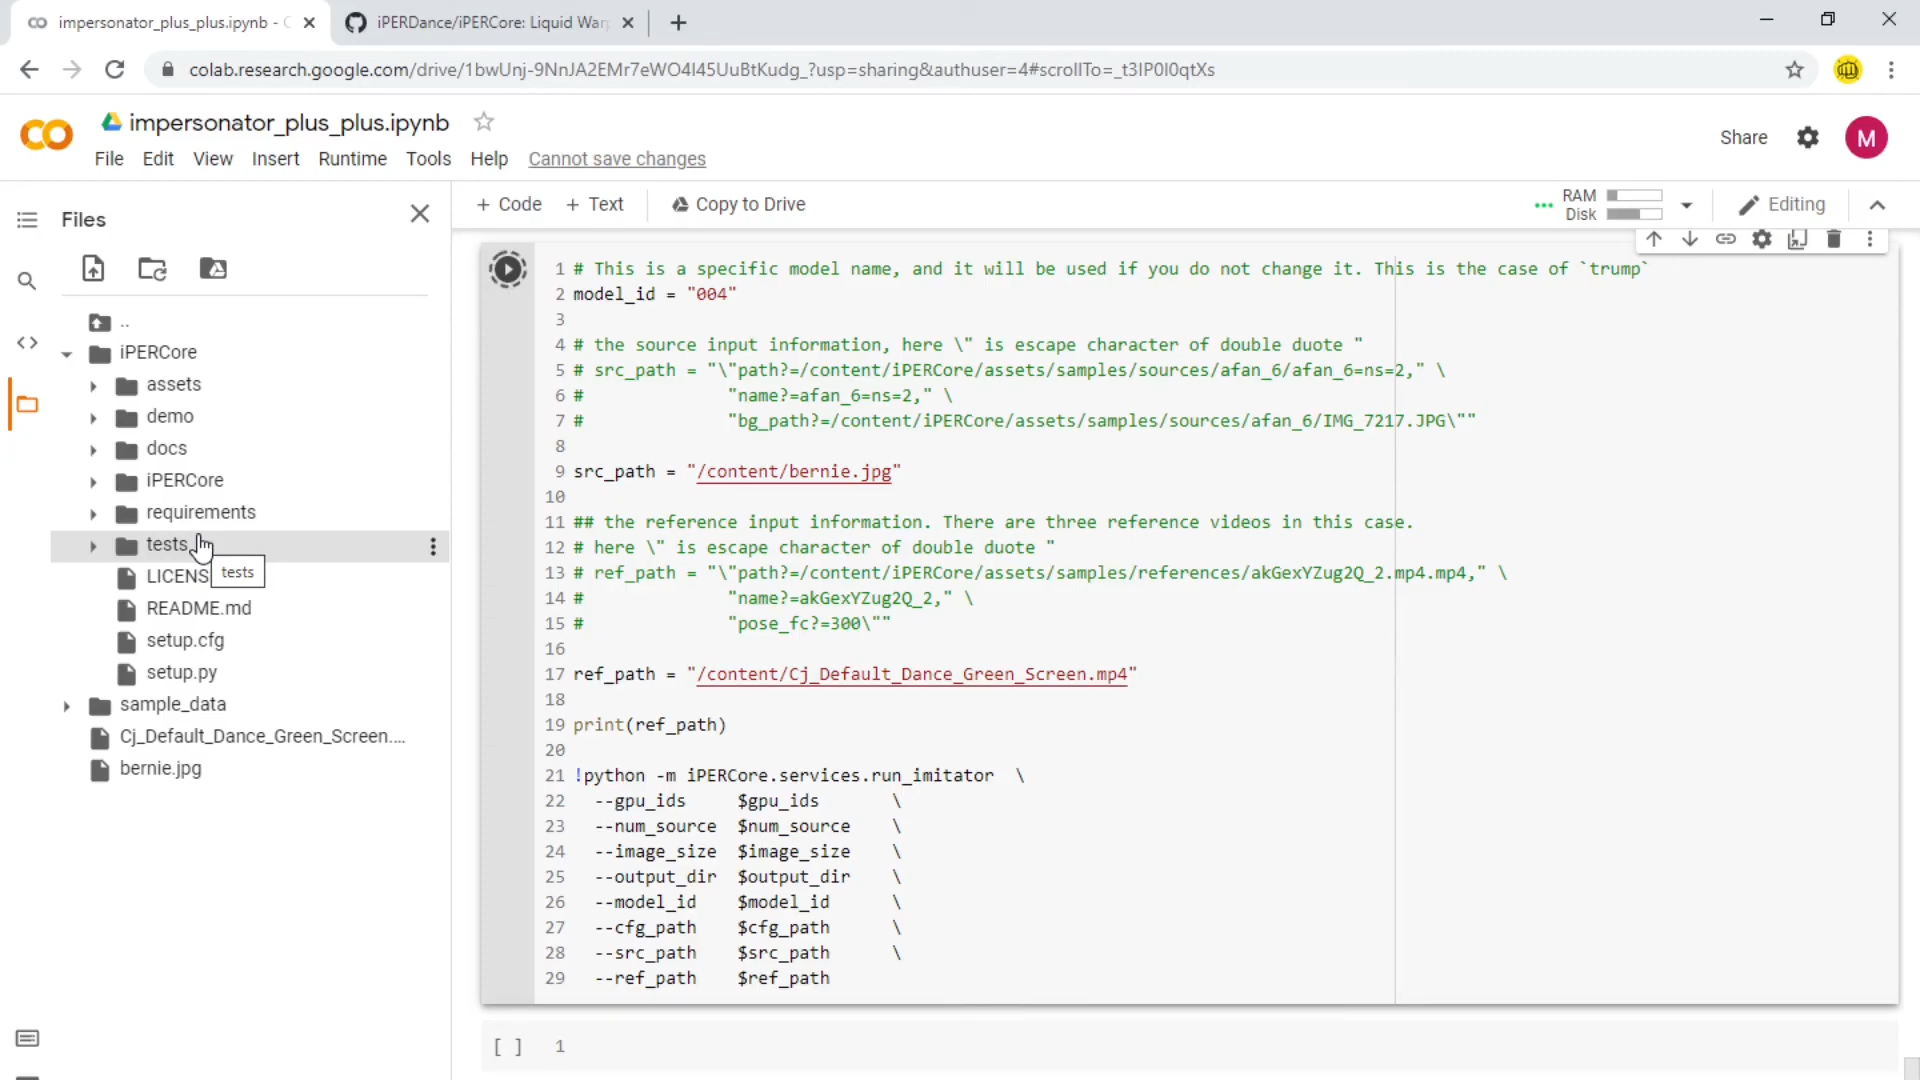 impersonator_plus_plus.ipynb - C
iPERDance/iPERCore: Liquid Warp
colab.research.google.com/drive/1bwUnj-9NnJA2EMr7eWO4l45UuBtKudg_?usp=sharing&authuser=4#scrollTo=_t3IP0I0qtXs
impersonator_plus_plus.ipynb
File Edit View Insert Runtime Tools Help Cannot save changes
Share
M
Files
+ Code + Text Copy to Drive
RAM
Disk
Editing
..
iPERCore
assets
demo
docs
iPERCore
requirements
tests
LICENS
tests
README.md
setup.cfg
setup.py
sample_data
Cj_Default_Dance_Green_Screen....
bernie.jpg
1 # This is a specific model name, and it will be used if you do not change it. This is the case of `trump`
2 model_id = "004"
3
4 # the source input information, here \" is escape character of double duote "
5 # src_path = "\"path?=/content/iPERCore/assets/samples/sources/afan_6/afan_6=ns=2," \
6 #              "name?=afan_6=ns=2," \
7 #              "bg_path?=/content/iPERCore/assets/samples/sources/afan_6/IMG_7217.JPG\""
8
9 src_path = "/content/bernie.jpg"
10
11 ## the reference input information. There are three reference videos in this case.
12 # here \" is escape character of double duote "
13 # ref_path = "\"path?=/content/iPERCore/assets/samples/references/akGexYZug2Q_2.mp4.mp4," \
14 #              "name?=akGexYZug2Q_2," \
15 #              "pose_fc?=300\""
16
17 ref_path = "/content/Cj_Default_Dance_Green_Screen.mp4"
18
19 print(ref_path)
20
21 !python -m iPERCore.services.run_imitator  \
22   --gpu_ids     $gpu_ids       \
23   --num_source  $num_source    \
24   --image_size  $image_size    \
25   --output_dir  $output_dir    \
26   --model_id    $model_id      \
27   --cfg_path    $cfg_path      \
28   --src_path    $src_path      \
29   --ref_path    $ref_path
[ ] 1